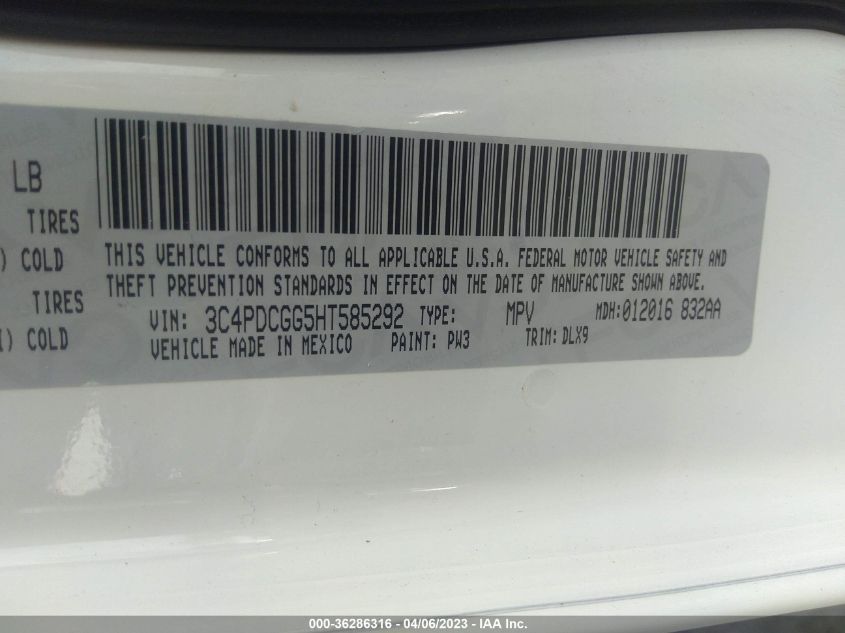 LB
TIRES
) COLD
TIRES
I) COLD
THIS VEHICLE CONFORMS TO ALL APPLICABLE U.S.A. FEDERAL MOTOR VEHICLE SAFETY AND
THEFT PREVENTION STANDARDS IN EFFECT ON THE DATE OF MANUFACTURE SHOWN ABOVE.
VIN: 3C4PDCGG5HT585292 TYPE: MPV MDH:012016 832AA
VEHICLE MADE IN MEXICO PAINT: PW3 TRIM: DLX9
000-36286316 - 04/06/2023 - IAA Inc.